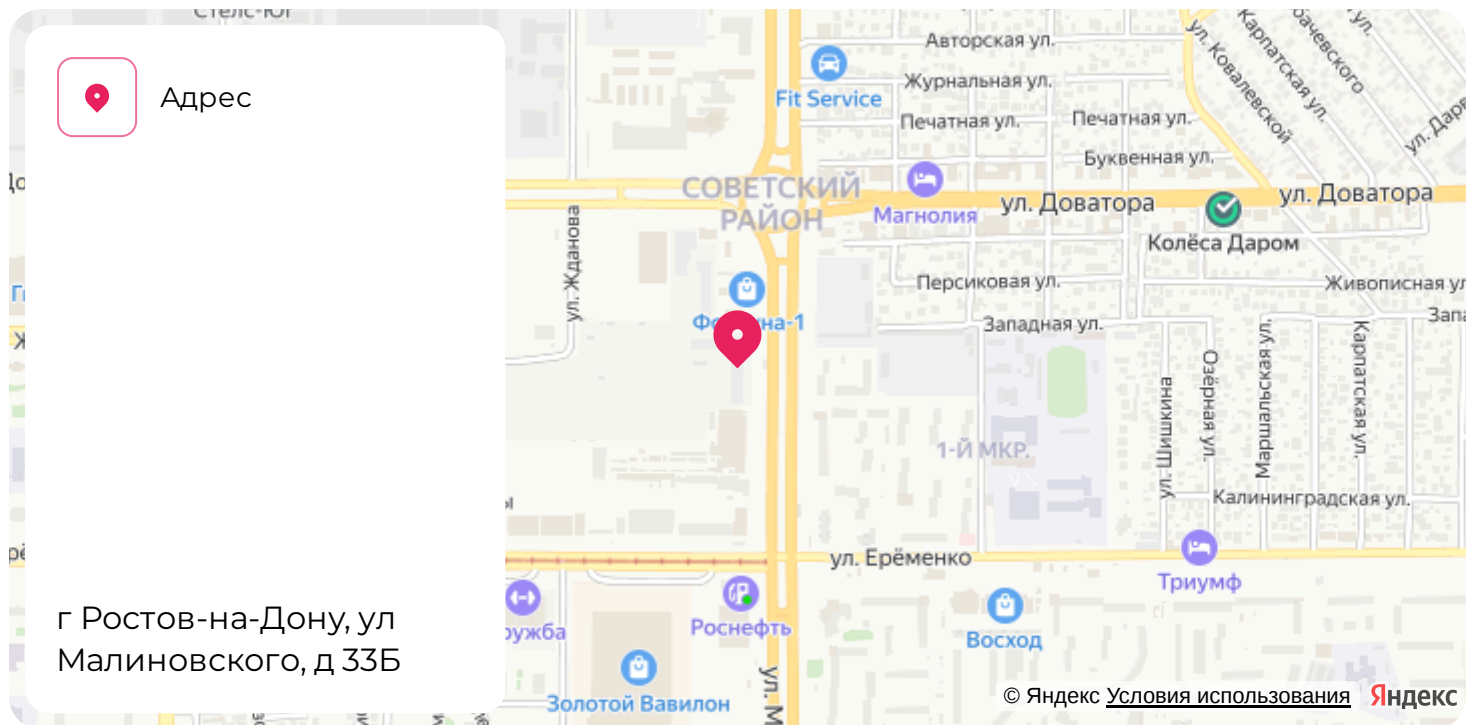 Стелс-Юг
Адрес
г Ростов-на-Дону, ул
Малиновского, д 33Б
Авторская ул.
Fit Service
Журнальная ул.
Печатная ул.
Печатная ул.
Буквенная ул.
ул. Ковалевской
Карпатская ул.
СОВЕТСКИЙ
РАЙОН
Магнолия
ул. Доватора
ул. Доватора
Колёса Даром
ул. Жданова
Персиковая ул.
Живописная ул
Западная ул.
Озёрная ул.
ул. Шишкина
Маршальская ул.
Карпатская ул.
1-Й МКР.
Калининградская ул.
ул. Ерёменко
Триумф
Роснефть
Восход
Золотой Вавилон
ул. М
© Яндекс Условия использования Яндекс